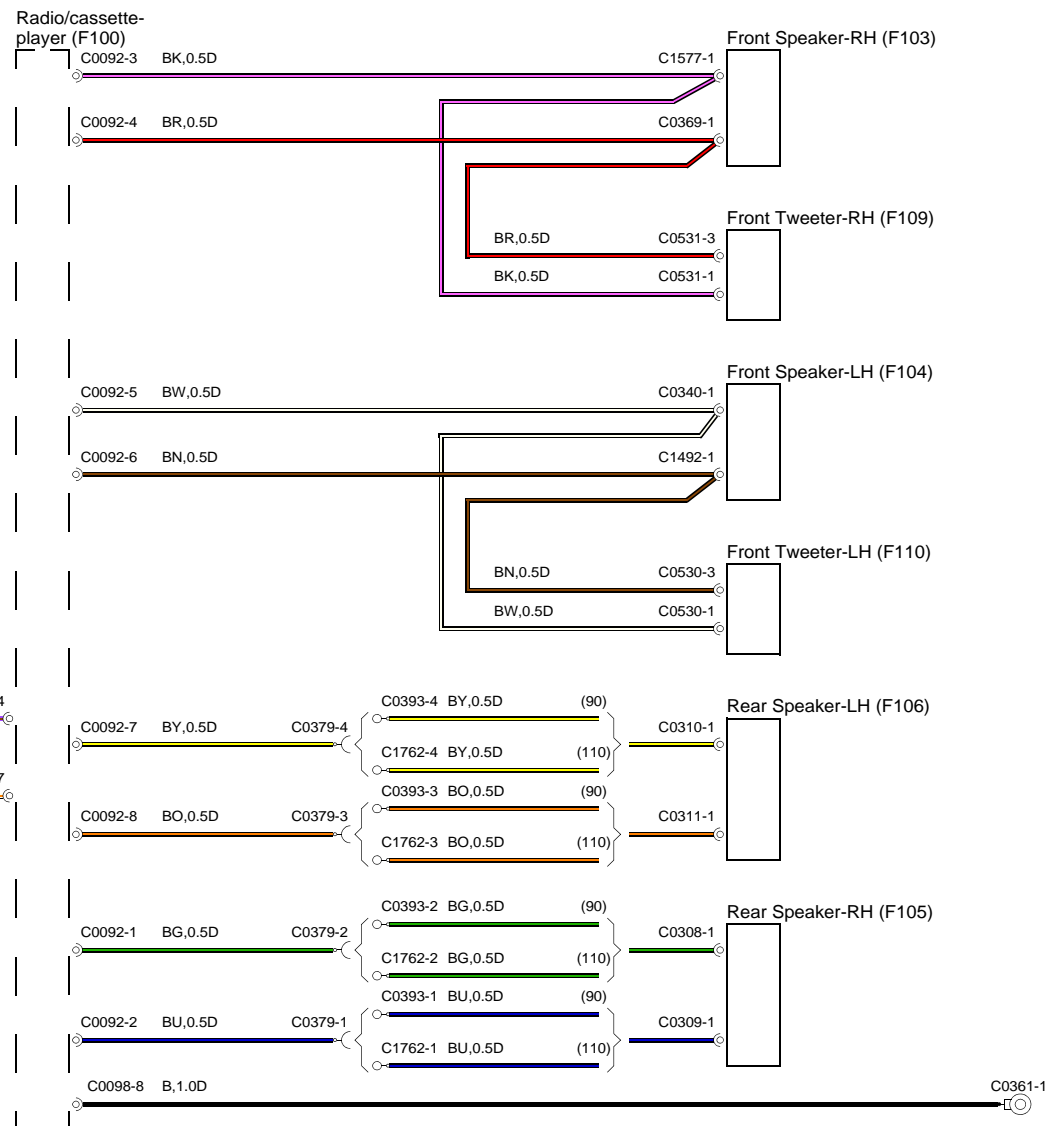 Radio/cassette-
player (F100)
Front Speaker-RH (F103)
C0092-3 BK,0.5D C1577-1
C0092-4 BR,0.5D C0369-1
Front Tweeter-RH (F109)
BR,0.5D C0531-3
BK,0.5D C0531-1
Front Speaker-LH (F104)
C0092-5 BW,0.5D C0340-1
C0092-6 BN,0.5D C1492-1
Front Tweeter-LH (F110)
BN,0.5D C0530-3
BW,0.5D C0530-1
4
C0393-4 BY,0.5D (90)
Rear Speaker-LH (F106)
C0092-7 BY,0.5D C0379-4 C0310-1
C1762-4 BY,0.5D (110)
7
C0393-3 BO,0.5D (90)
C0092-8 BO,0.5D C0379-3 C0311-1
C1762-3 BO,0.5D (110)
C0393-2 BG,0.5D (90)
Rear Speaker-RH (F105)
C0092-1 BG,0.5D C0379-2 C0308-1
C1762-2 BG,0.5D (110)
C0393-1 BU,0.5D (90)
C0092-2 BU,0.5D C0379-1 C0309-1
C1762-1 BU,0.5D (110)
C0098-8 B,1.0D C0361-1